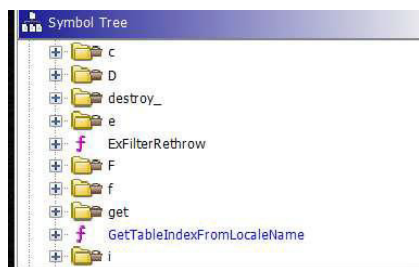 Symbol Tree
c
D
destroy_
e
ExFilterRethrow
F
f
get
GetTableIndexFromLocaleName
i